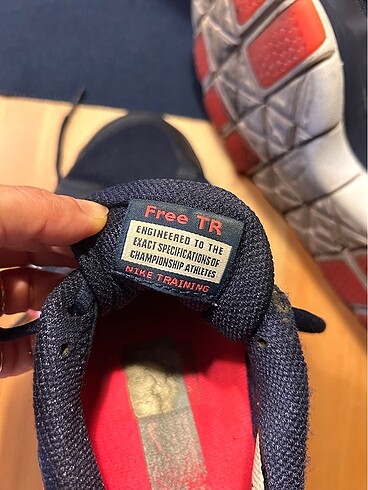 Free TR
ENGINEERED TO THE
EXACT SPECIFICATIONS OF
CHAMPIONSHIP ATHLETES
NIKE TRAINING